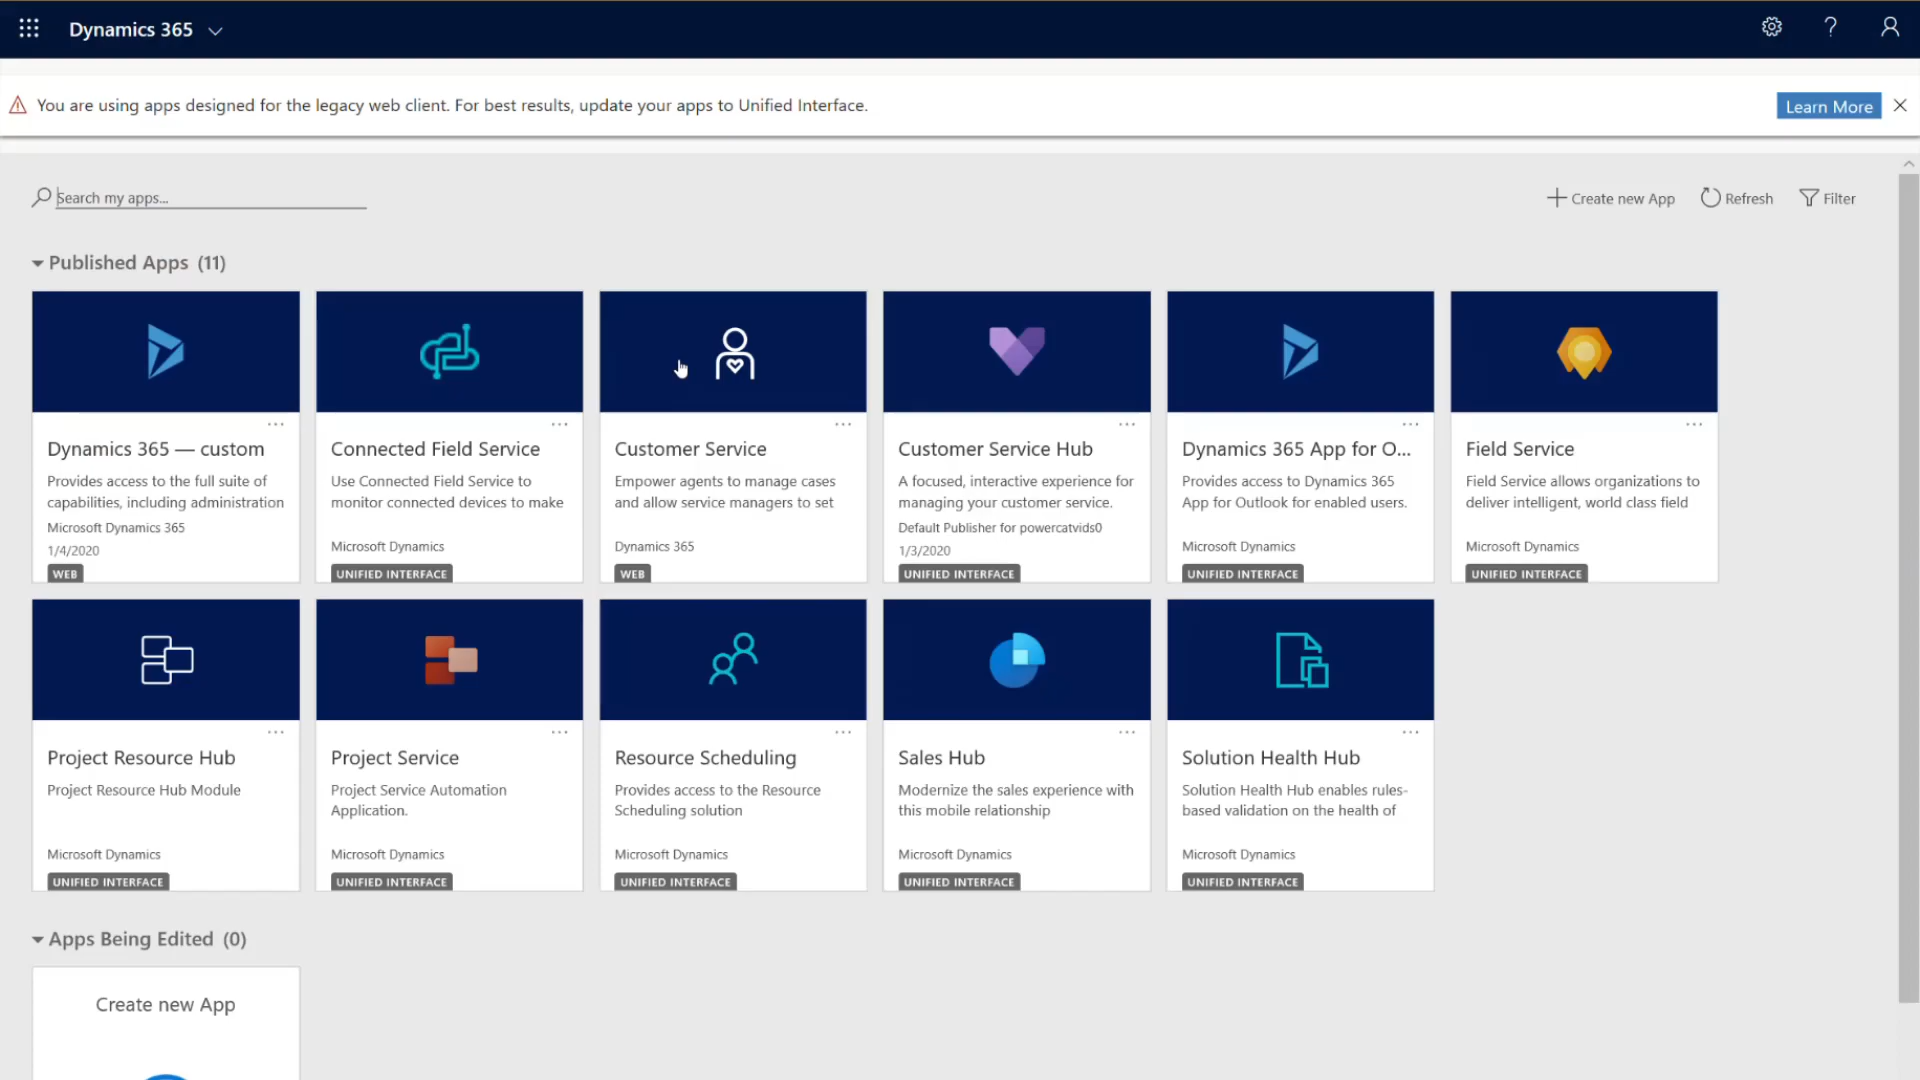 Dynamics 365
You are using apps designed for the legacy web client. For best results, update your apps to Unified Interface.
Learn More
Search my apps...
Create new App
Refresh
Filter
Published Apps (11)
Dynamics 365 — custom
Provides access to the full suite of
capabilities, including administration
Microsoft Dynamics 365
1/4/2020
WEB
Connected Field Service
Use Connected Field Service to
monitor connected devices to make
Microsoft Dynamics
UNIFIED INTERFACE
Customer Service
Empower agents to manage cases
and allow service managers to set
Dynamics 365
WEB
Customer Service Hub
A focused, interactive experience for
managing your customer service.
Default Publisher for powercatvids0
1/3/2020
UNIFIED INTERFACE
Dynamics 365 App for O...
Provides access to Dynamics 365
App for Outlook for enabled users.
Microsoft Dynamics
UNIFIED INTERFACE
Field Service
Field Service allows organizations to
deliver intelligent, world class field
Microsoft Dynamics
UNIFIED INTERFACE
Project Resource Hub
Project Resource Hub Module
Microsoft Dynamics
UNIFIED INTERFACE
Project Service
Project Service Automation
Application.
Microsoft Dynamics
UNIFIED INTERFACE
Resource Scheduling
Provides access to the Resource
Scheduling solution
Microsoft Dynamics
UNIFIED INTERFACE
Sales Hub
Modernize the sales experience with
this mobile relationship
Microsoft Dynamics
UNIFIED INTERFACE
Solution Health Hub
Solution Health Hub enables rules-
based validation on the health of
Microsoft Dynamics
UNIFIED INTERFACE
Apps Being Edited (0)
Create new App